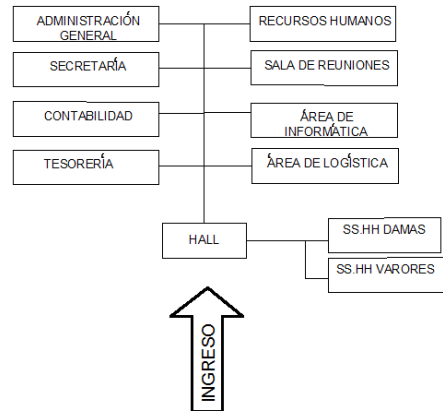 ADMINISTRACIÓN
GENERAL
RECURSOS HUMANOS
SECRETARÍA
SALA DE REUNIONES
CONTABILIDAD
ÁREA DE
INFORMÁTICA
TESORERÍA
ÁREA DE LOGÍSTICA
HALL
SS.HH DAMAS
SS.HH VARORES
INGRESO